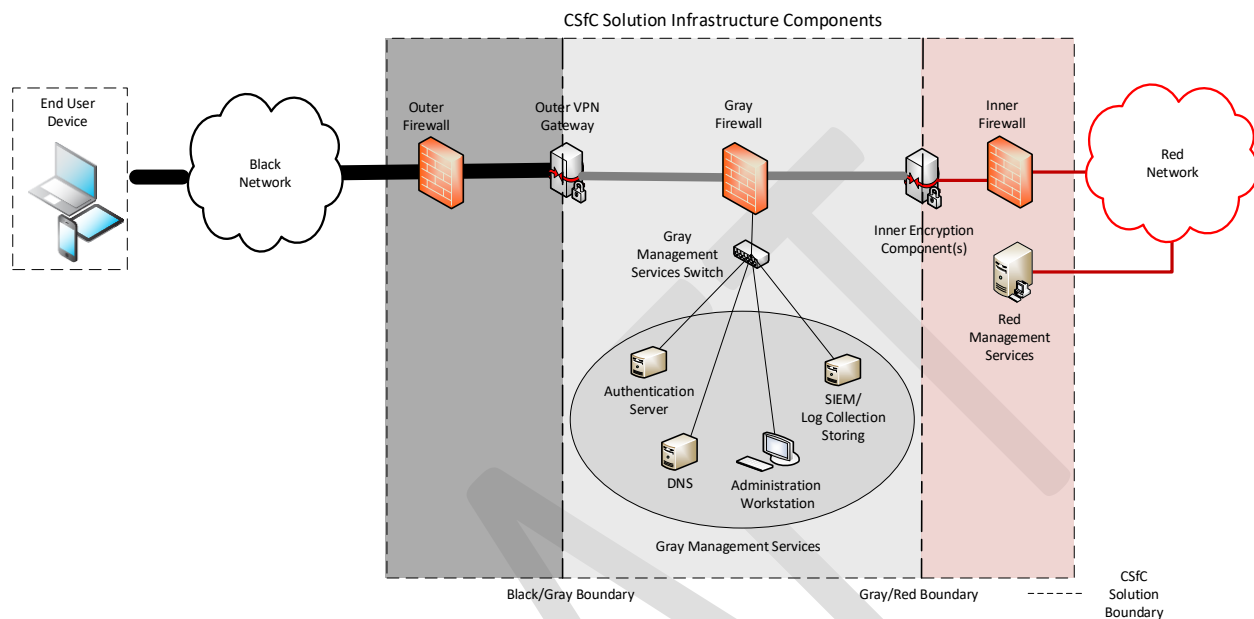 CSfC Solution Infrastructure Components
End User
Device
Black
Network
Outer
Firewall
Outer VPN
Gateway
Gray
Firewall
Inner
Firewall
Red
Network
Inner Encryption
Component(s)
Gray
Management
Services Switch
Red
Management
Services
Authentication
Server
SIEM/
Log Collection
Storing
DNS
Administration
Workstation
Gray Management Services
Black/Gray Boundary
Gray/Red Boundary
CSfC
Solution
Boundary